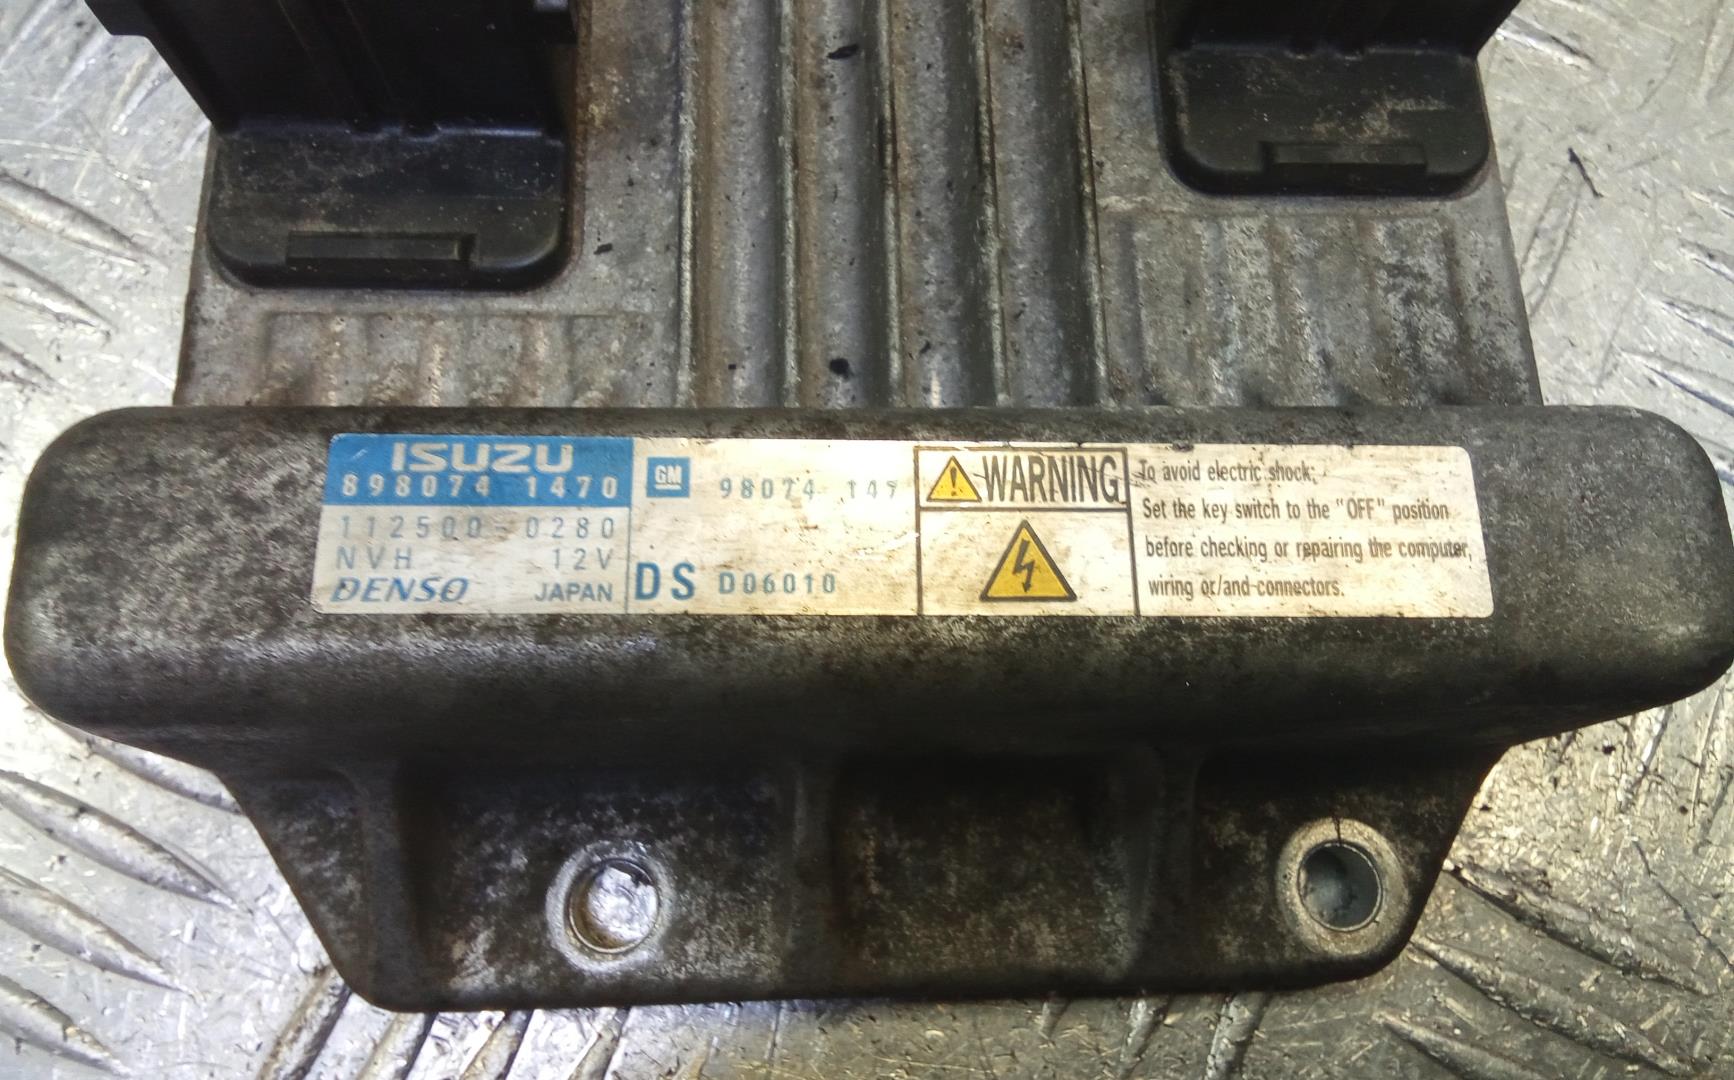 ISUZU
898074 1470
112500-0280
NVH 12V
DENSO JAPAN
GM 98074 147
DS D06010
WARNING
To avoid electric shock;
Set the key switch to the "OFF" position
before checking or repairing the computer,
wiring or/and connectors.